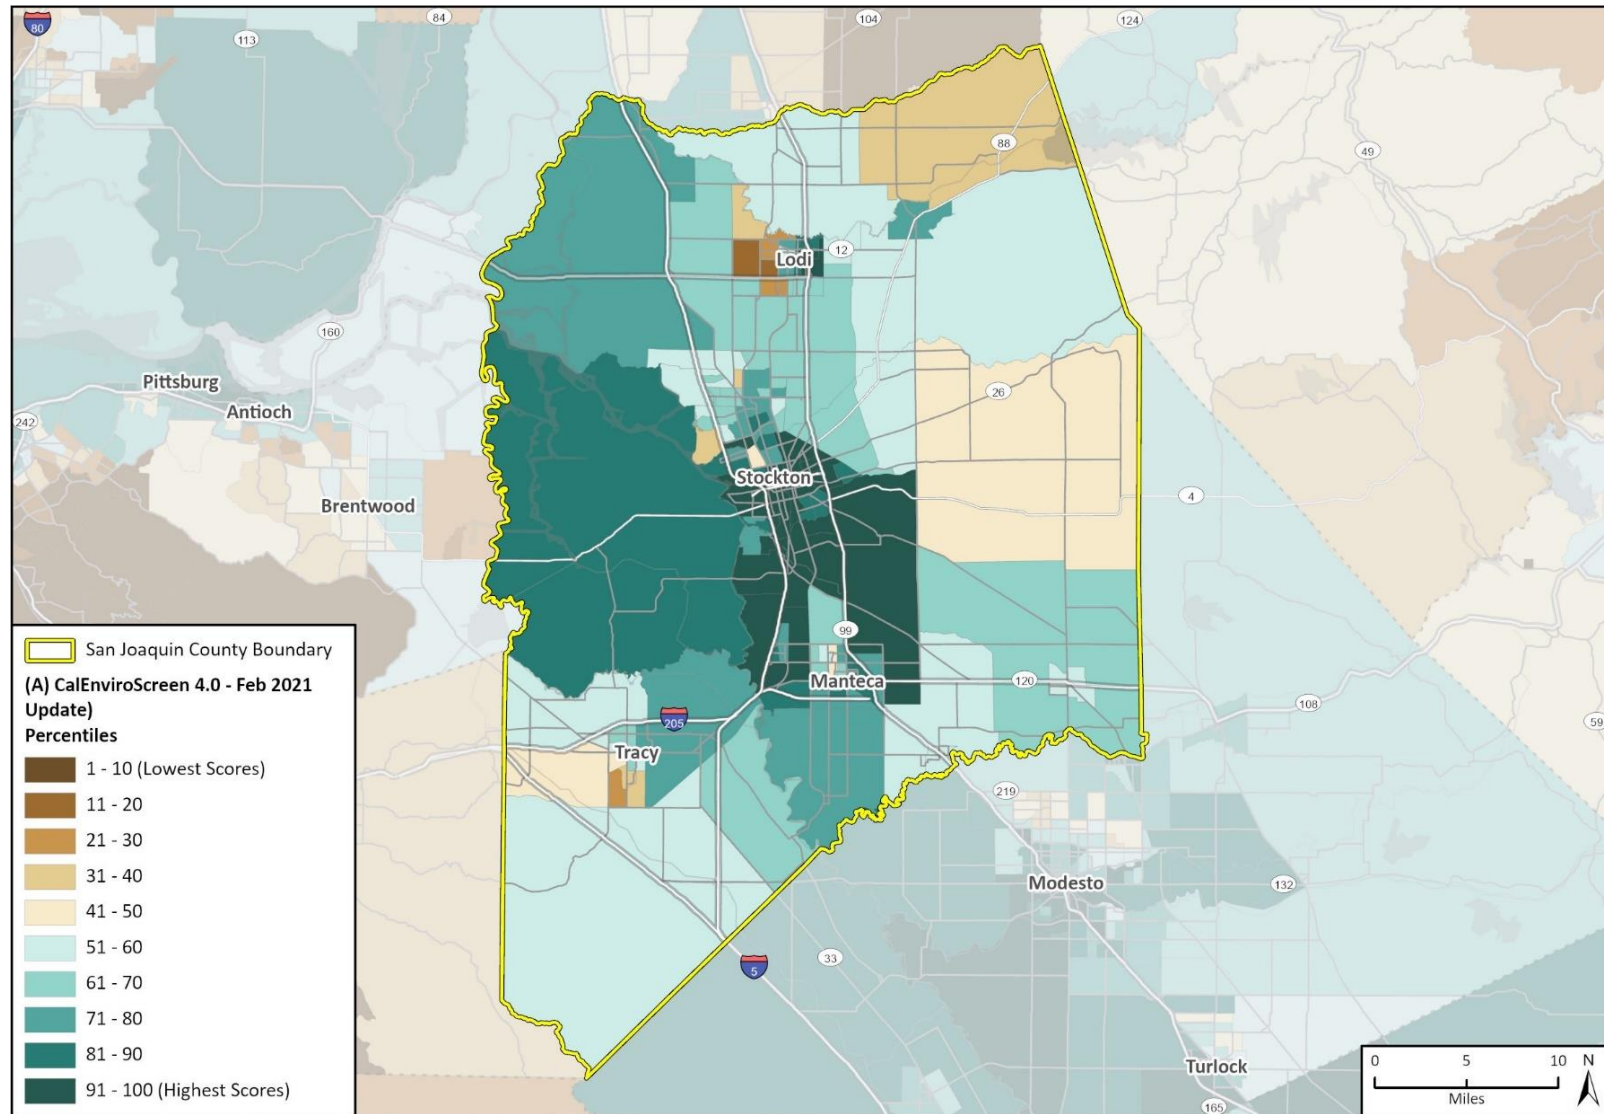 80
84
104
124
113
88
49
12
Lodi
160
Pittsburg
Antioch
242
26
Stockton
4
Brentwood
99
Manteca
120
108
59
205
Tracy
219
Modesto
132
33
5
Turlock
165
San Joaquin County Boundary
(A) CalEnviroScreen 4.0 - Feb 2021
Update)
Percentiles
1 - 10 (Lowest Scores)
11 - 20
21 - 30
31 - 40
41 - 50
51 - 60
61 - 70
71 - 80
81 - 90
91 - 100 (Highest Scores)
0 5 10
Miles
N